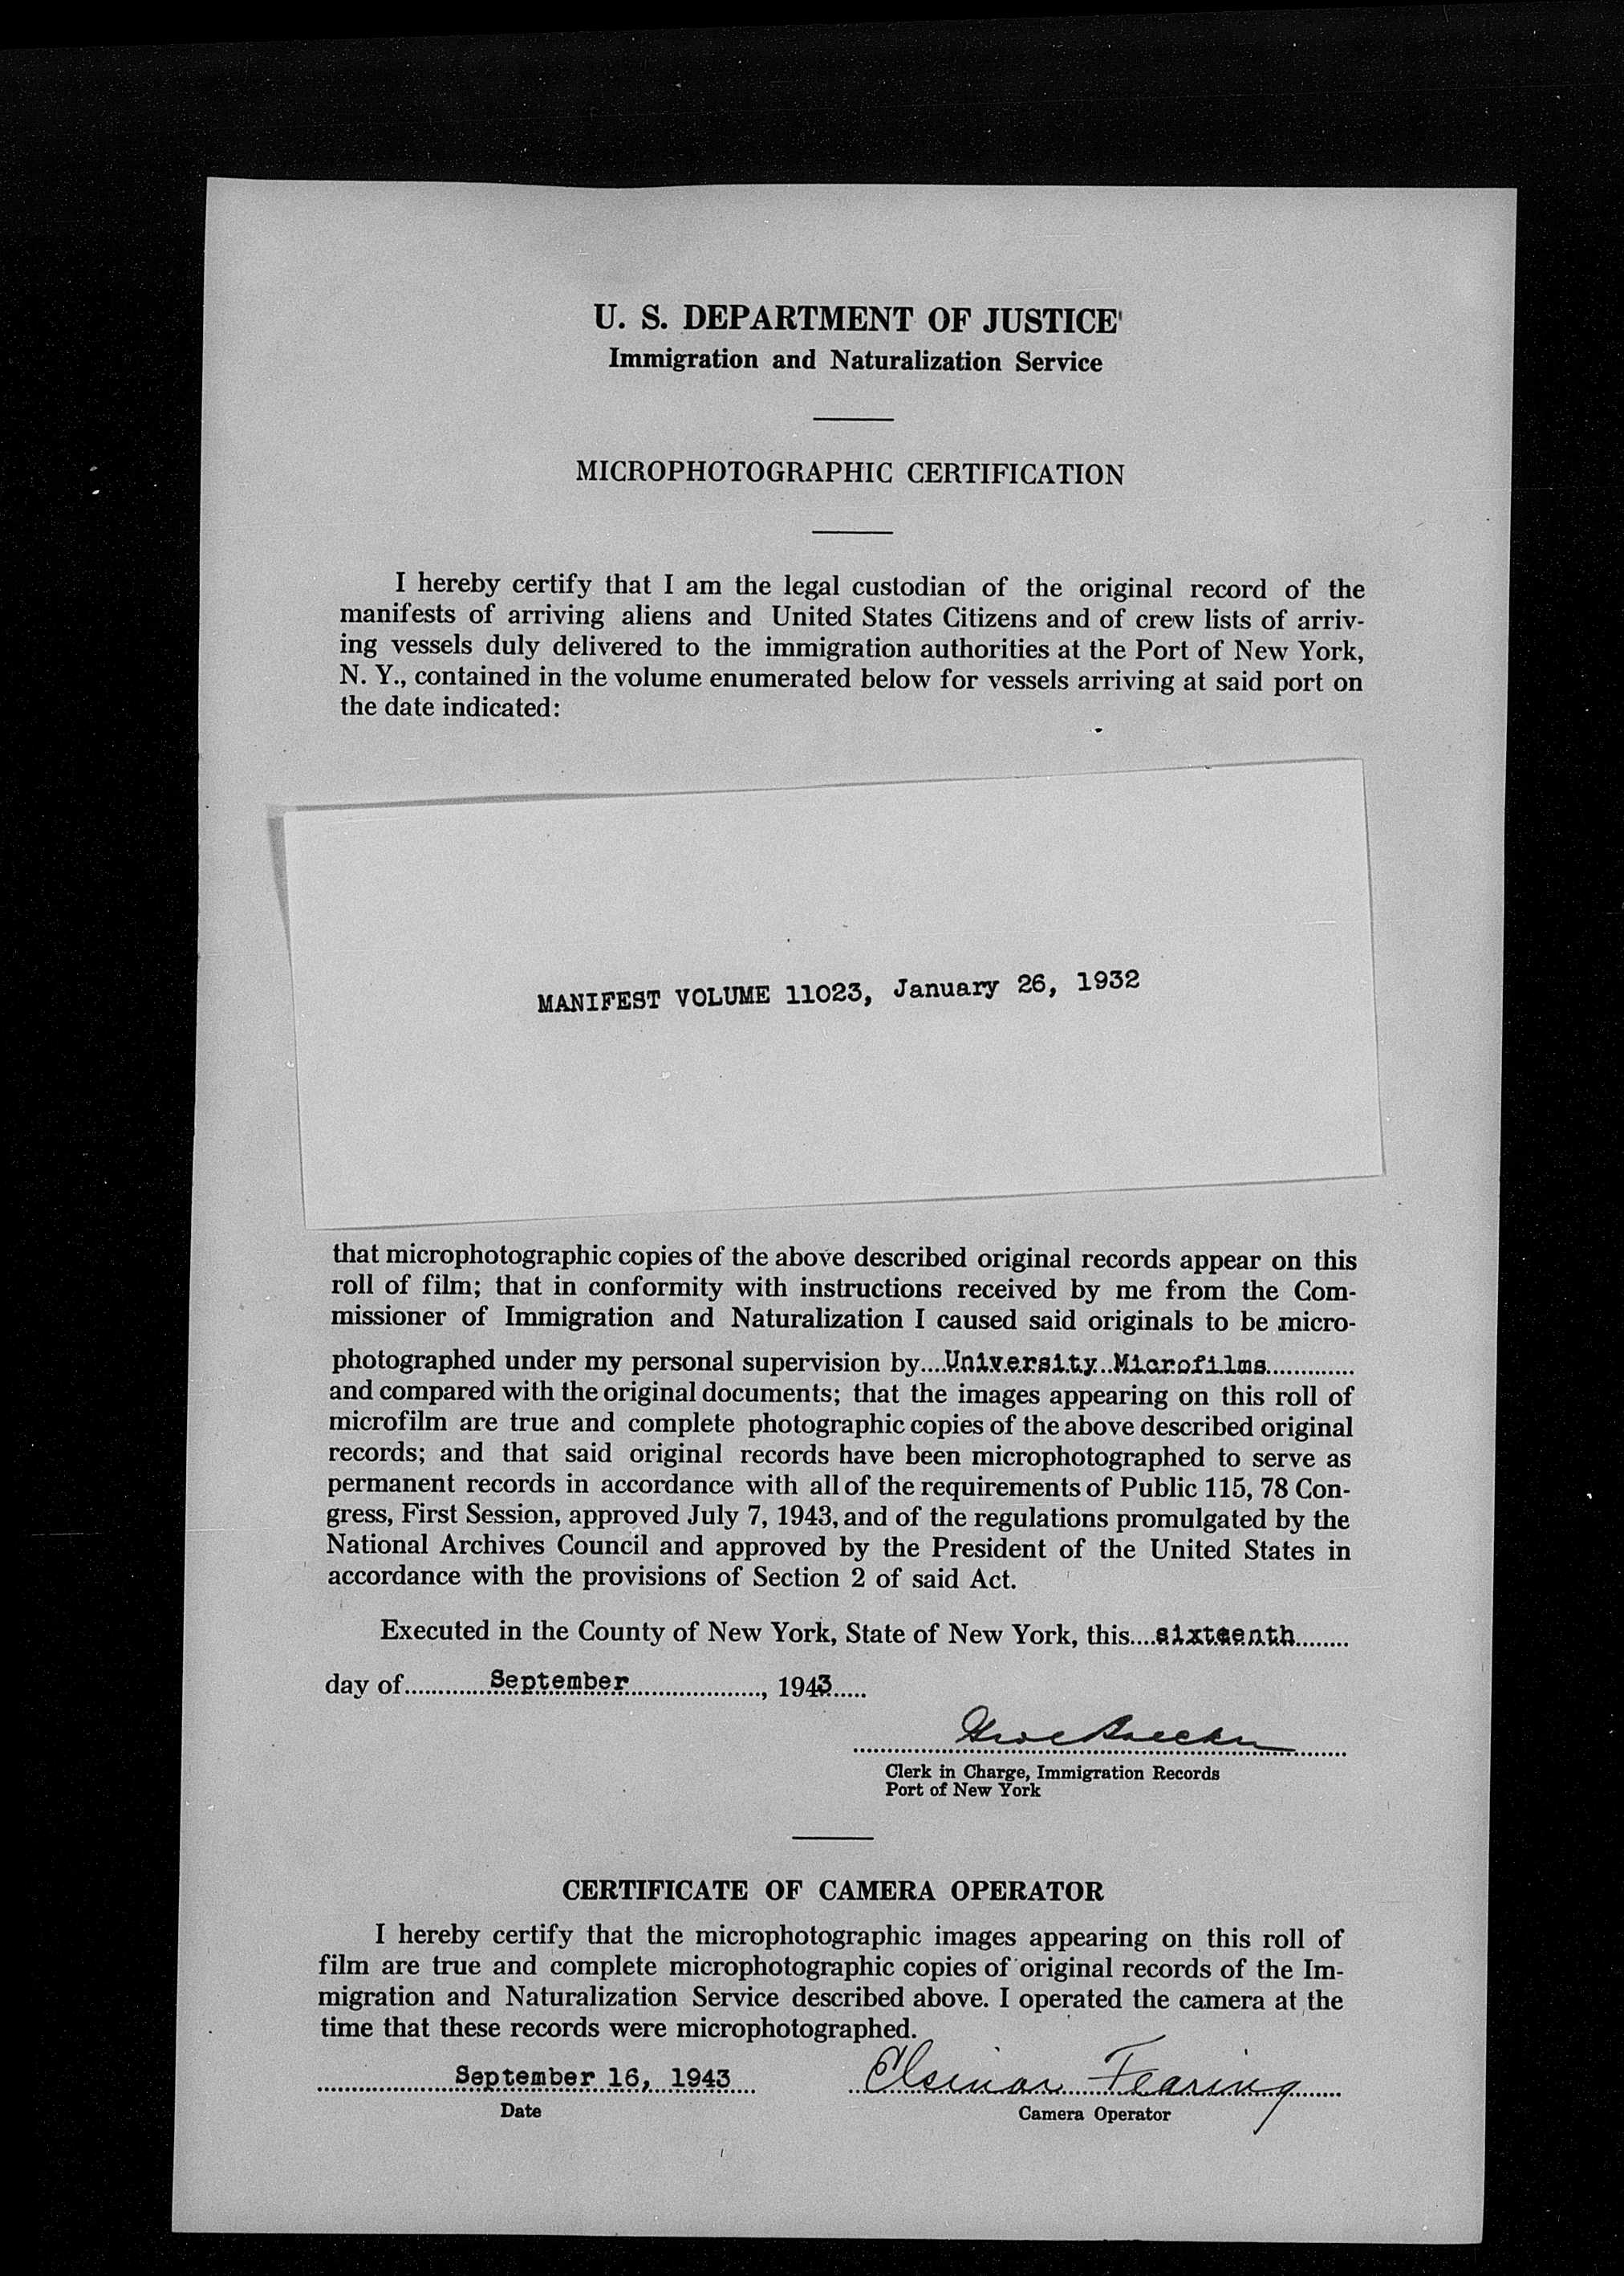 U. S. DEPARTMENT OF JUSTICE
Immigration and Naturalization Service
MICROPHOTOGRAPHIC CERTIFICATION
I hereby certify that I am the legal custodian of the original record of the
manifests of arriving aliens and United States Citizens and of crew lists of arriv-
ing vessels duly delivered to the immigration authorities at the Port of New York,
N. Y., contained in the volume enumerated below for vessels arriving at said port on
the date indicated:
MANIFEST VOLUME 11023, January 26, 1932
that microphotographic copies of the above described original records appear on this
roll of film; that in conformity with instructions received by me from the Com-
missioner of Immigration and Naturalization I caused said originals to be micro-
photographed under my personal supervision by....University Microfilms.............
and compared with the original documents; that the images appearing on this roll of
microfilm are true and complete photographic copies of the above described original
records; and that said original records have been microphotographed to serve as
permanent records in accordance with all of the requirements of Public 115, 78 Con-
gress, First Session, approved July 7, 1943, and of the regulations promulgated by the
National Archives Council and approved by the President of the United States in
accordance with the provisions of Section 2 of said Act.
Executed in the County of New York, State of New York, this....sixteenth........
day of.............September...................., 1943.....
Clerk in Charge, Immigration Records
Port of New York
CERTIFICATE OF CAMERA OPERATOR
I hereby certify that the microphotographic images appearing on this roll of
film are true and complete microphotographic copies of original records of the Im-
migration and Naturalization Service described above. I operated the camera at the
time that these records were microphotographed.
September 16, 1943 Elsinor Fearing
Date Camera Operator